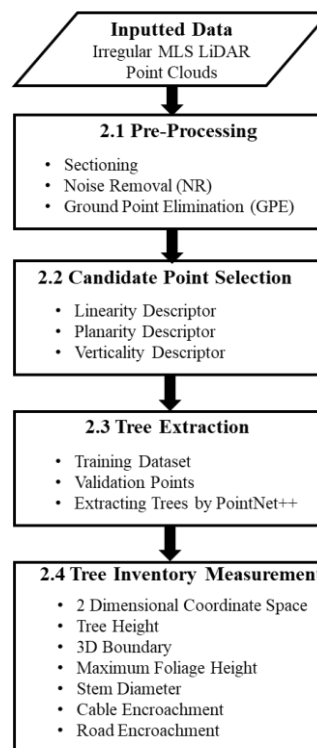 Inputted Data
Irregular MLS LiDAR
Point Clouds
2.1 Pre-Processing
• Sectioning
• Noise Removal (NR)
• Ground Point Elimination (GPE)
2.2 Candidate Point Selection
• Linearity Descriptor
• Planarity Descriptor
• Verticality Descriptor
2.3 Tree Extraction
• Training Dataset
• Validation Points
• Extracting Trees by PointNet++
2.4 Tree Inventory Measurement
• 2 Dimensional Coordinate Space
• Tree Height
• 3D Boundary
• Maximum Foliage Height
• Stem Diameter
• Cable Encroachment
• Road Encroachment